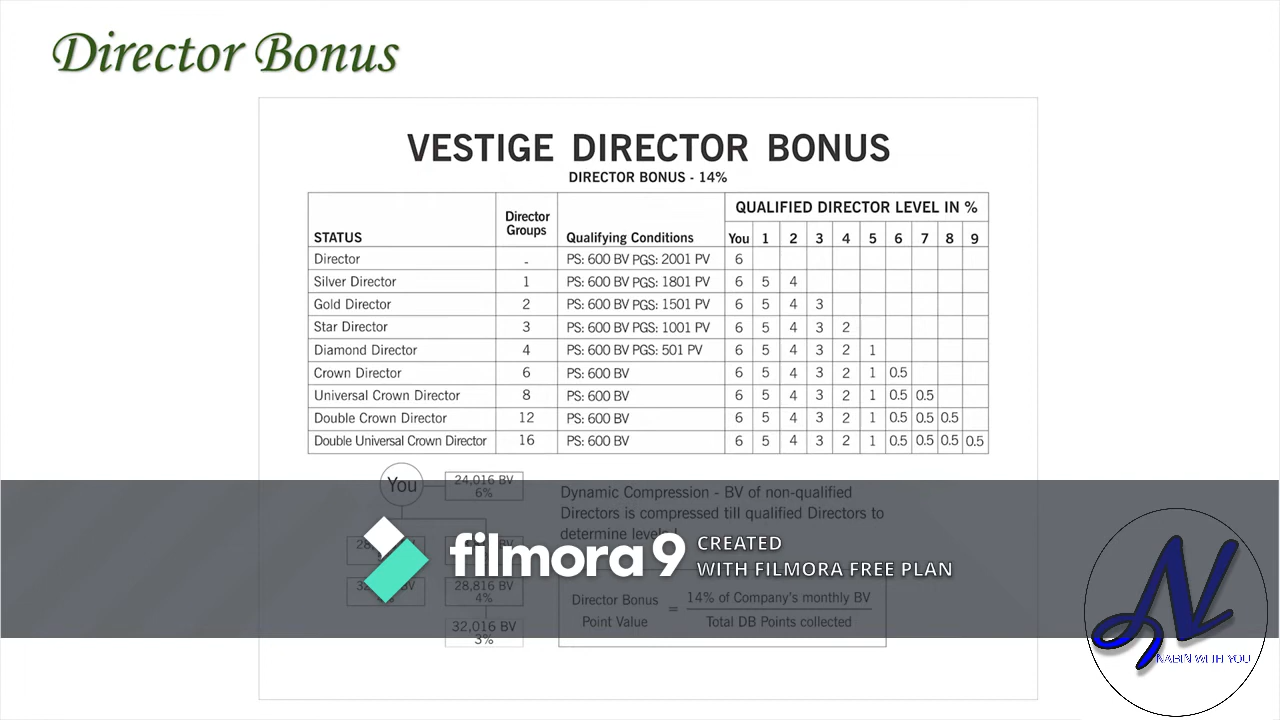 Director Bonus
VESTIGE DIRECTOR BONUS
DIRECTOR BONUS - 14%
STATUS Director Groups Qualifying Conditions QUALIFIED DIRECTOR LEVEL IN %
You 1 2 3 4 5 6 7 8 9
Director - PS: 600 BV PGS: 2001 PV 6
Silver Director 1 PS: 600 BV PGS: 1801 PV 6 5 4
Gold Director 2 PS: 600 BV PGS: 1501 PV 6 5 4 3
Star Director 3 PS: 600 BV PGS: 1001 PV 6 5 4 3 2
Diamond Director 4 PS: 600 BV PGS: 501 PV 6 5 4 3 2 1
Crown Director 6 PS: 600 BV 6 5 4 3 2 1 0.5
Universal Crown Director 8 PS: 600 BV 6 5 4 3 2 1 0.5 0.5
Double Crown Director 12 PS: 600 BV 6 5 4 3 2 1 0.5 0.5 0.5
Double Universal Crown Director 16 PS: 600 BV 6 5 4 3 2 1 0.5 0.5 0.5 0.5
You
24,016 BV
6%
28,816 BV
4%
32,016 BV
3%
Dynamic Compression - BV of non-qualified
Directors is compressed till qualified Directors to
determine
filmora9
CREATED
WITH FILMORA FREE PLAN
Director Bonus
Point Value
=
14% of Company's monthly BV
Total DB Points collected
N
NABIN WITH YOU